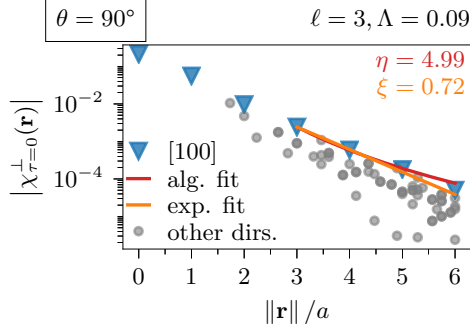 θ = 90°
ℓ = 3, Λ = 0.09
η = 4.99
ξ = 0.72
|χ⊥τ=0(r)|
10⁻²
10⁻⁴
[100]
alg. fit
exp. fit
other dirs.
0 1 2 3 4 5 6
‖r‖ /a